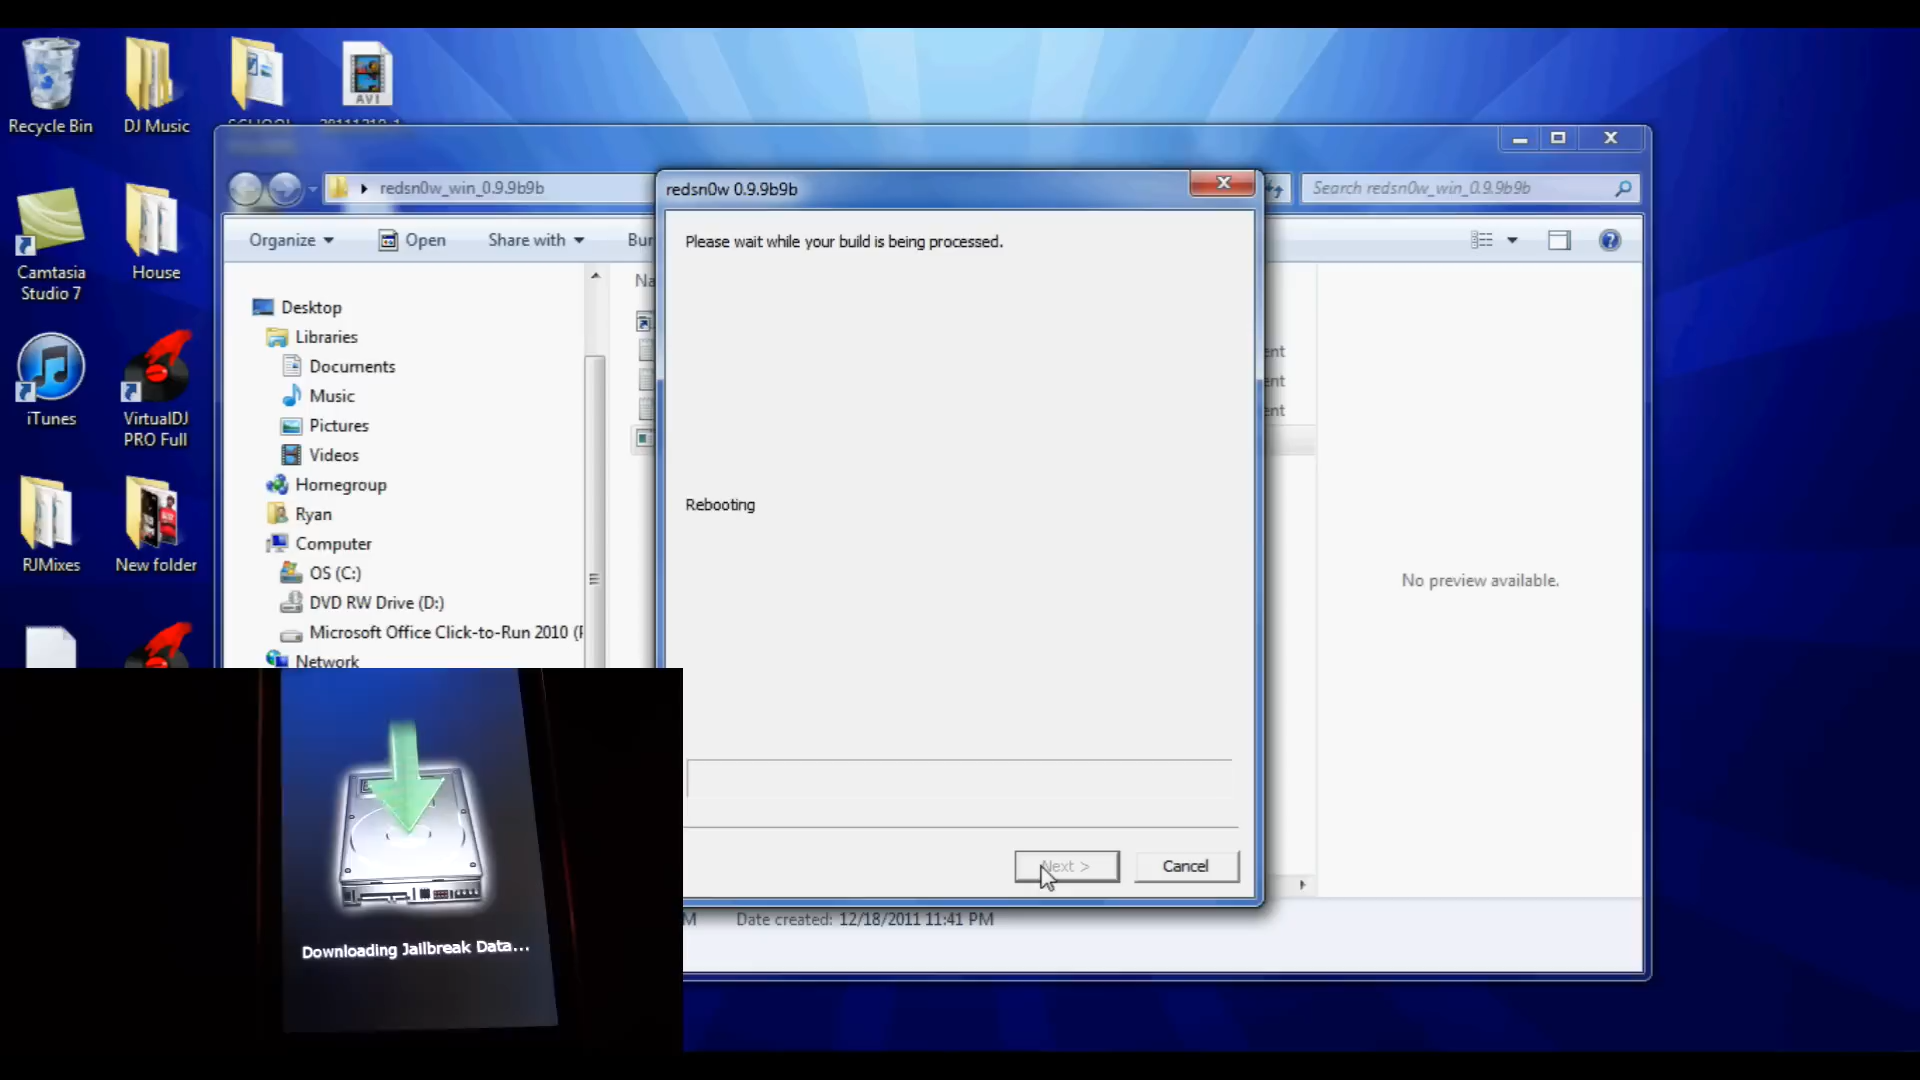 Recycle Bin
DJ Music
AVI
redsn0w_win_0.9.9b9b
redsn0w 0.9.9b9b
Search redsn0w_win_0.9.9b9b
Organize
Open
Share with
Please wait while your build is being processed.
Camtasia
Studio 7
House
Desktop
Libraries
Documents
Music
Pictures
Videos
Homegroup
Ryan
Computer
OS (C:)
DVD RW Drive (D:)
Microsoft Office Click-to-Run 2010
Network
iTunes
VirtualDJ
PRO Full
RJMixes
New folder
Rebooting
No preview available.
Next >
Cancel
Date created: 12/18/2011 11:41 PM
Downloading Jailbreak Data...